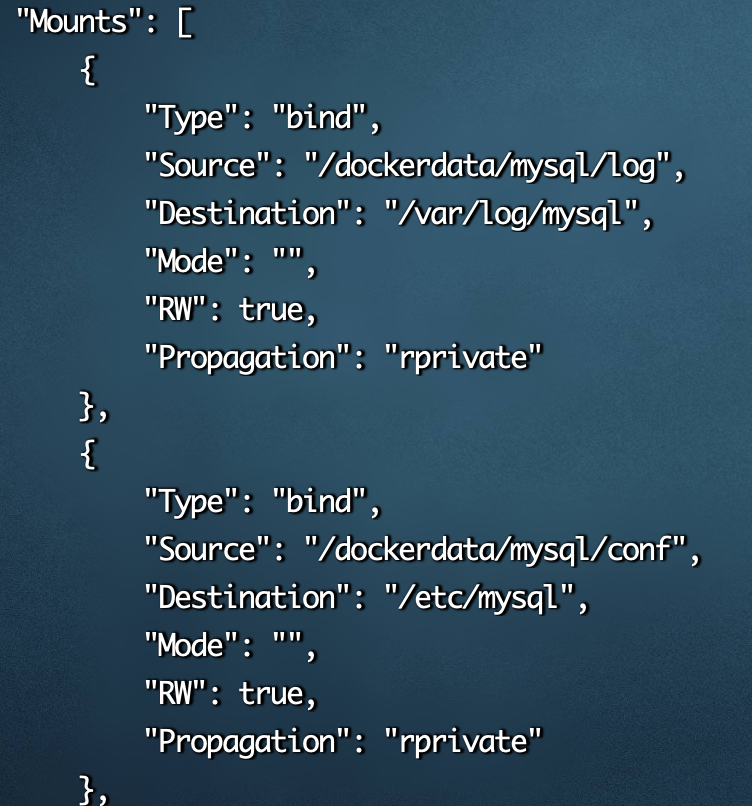 "Mounts": [
{
"Type": "bind",
"Source": "/dockerdata/mysql/log",
"Destination": "/var/log/mysql",
"Mode": "",
"RW": true,
"Propagation": "rprivate"
},
{
"Type": "bind",
"Source": "/dockerdata/mysql/conf",
"Destination": "/etc/mysql",
"Mode": "",
"RW": true,
"Propagation": "rprivate"
},